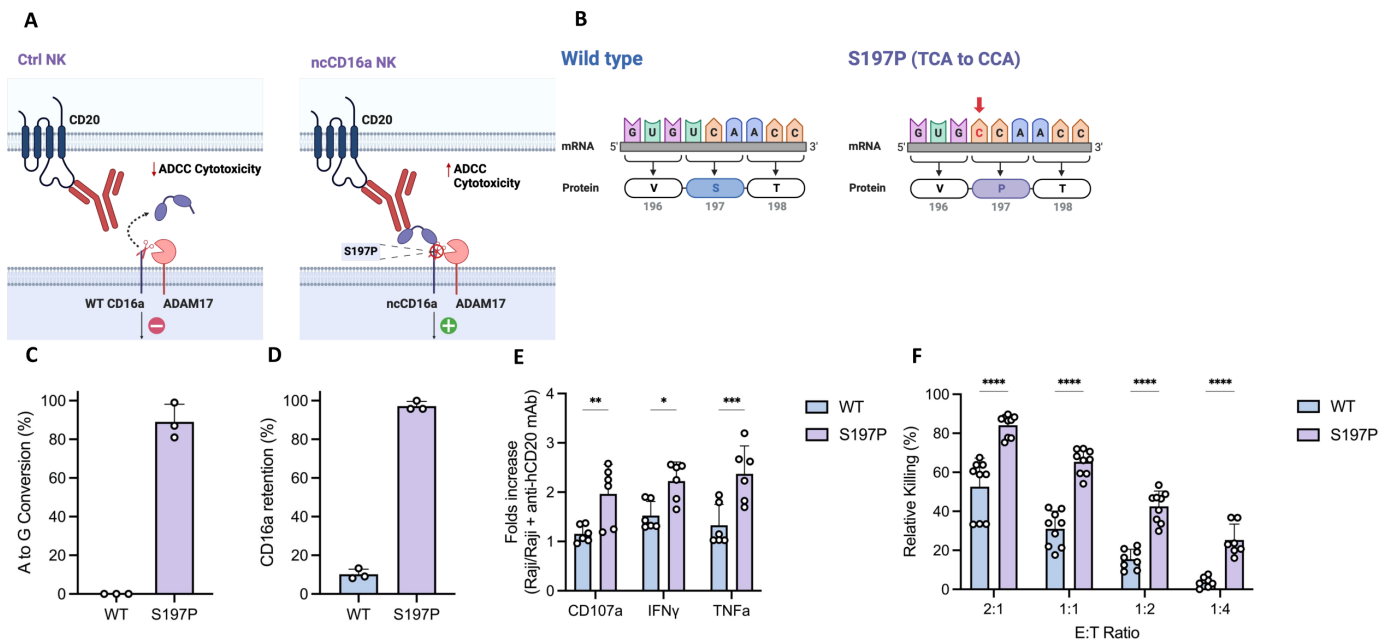 A
B
Ctrl NK
ncCD16a NK
Wild type
S197P (TCA to CCA)
CD20
↓ ADCC Cytotoxicity
CD20
↑ ADCC
Cytotoxicity
S197P
WT CD16a
ADAM17
ncCD16a
ADAM17
G U G U C A A C C
mRNA 5' 3'
Protein V S T
196 197 198
G U G C C A A C C
mRNA 5' 3'
Protein V P T
196 197 198
C
A to G Conversion (%)
100
80
60
40
20
0
WT S197P
D
CD16a retention (%)
100
80
60
40
20
0
WT S197P
E
Folds increase
(Raji/Raji + anti-hCD20 mAb)
4
3
2
1
0
** * ***
CD107a IFNγ TNFa
WT
S197P
F
Relative Killing (%)
100
80
60
40
20
0
**** **** **** ****
2:1 1:1 1:2 1:4
E:T Ratio
WT
S197P